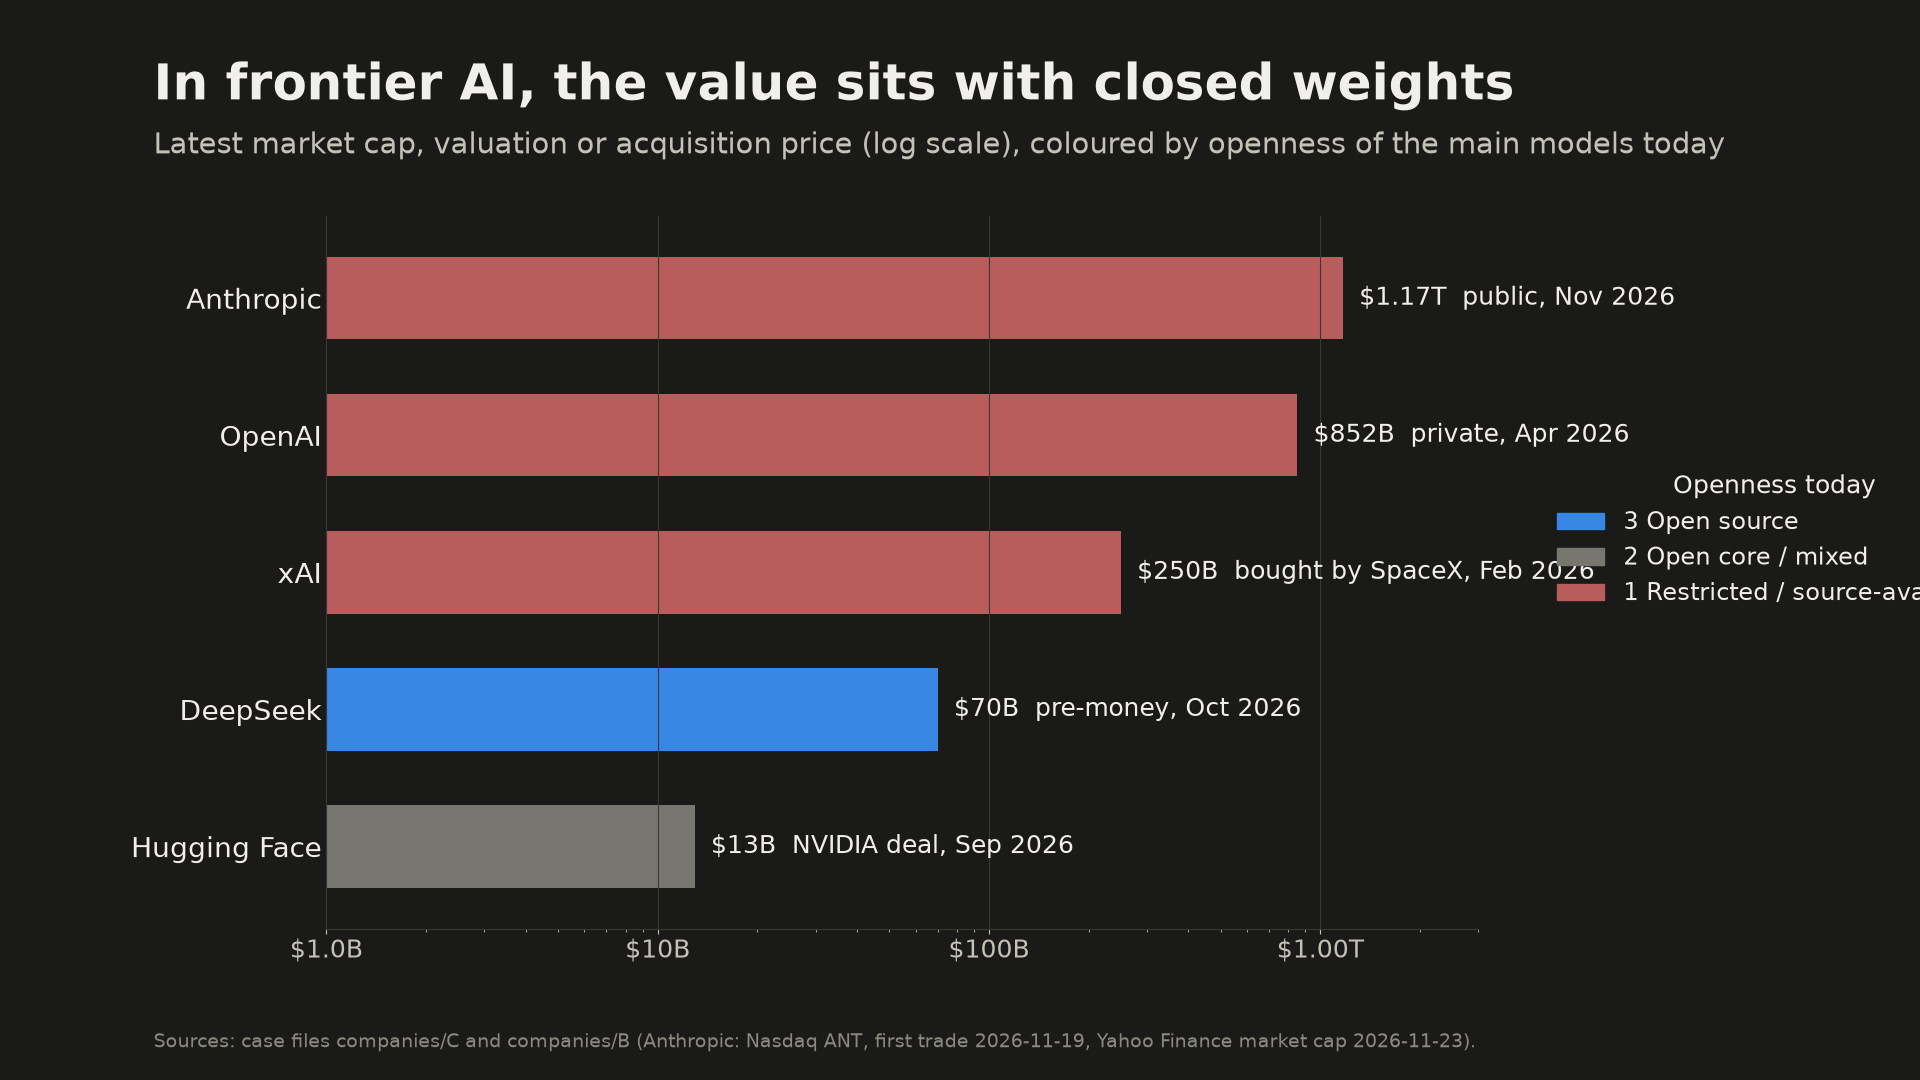 In frontier AI, the value sits with closed weights
Latest market cap, valuation or acquisition price (log scale), coloured by openness of the main models today
Anthropic
$1.17T  public, Nov 2026
OpenAI
$852B  private, Apr 2026
Openness today
3 Open source
2 Open core / mixed
1 Restricted / source-ava
xAI
$250B  bought by SpaceX, Feb 2026
DeepSeek
$70B  pre-money, Oct 2026
Hugging Face
$13B  NVIDIA deal, Sep 2026
$1.0B
$10B
$100B
$1.00T
Sources: case files companies/C and companies/B (Anthropic: Nasdaq ANT, first trade 2026-11-19, Yahoo Finance market cap 2026-11-23).